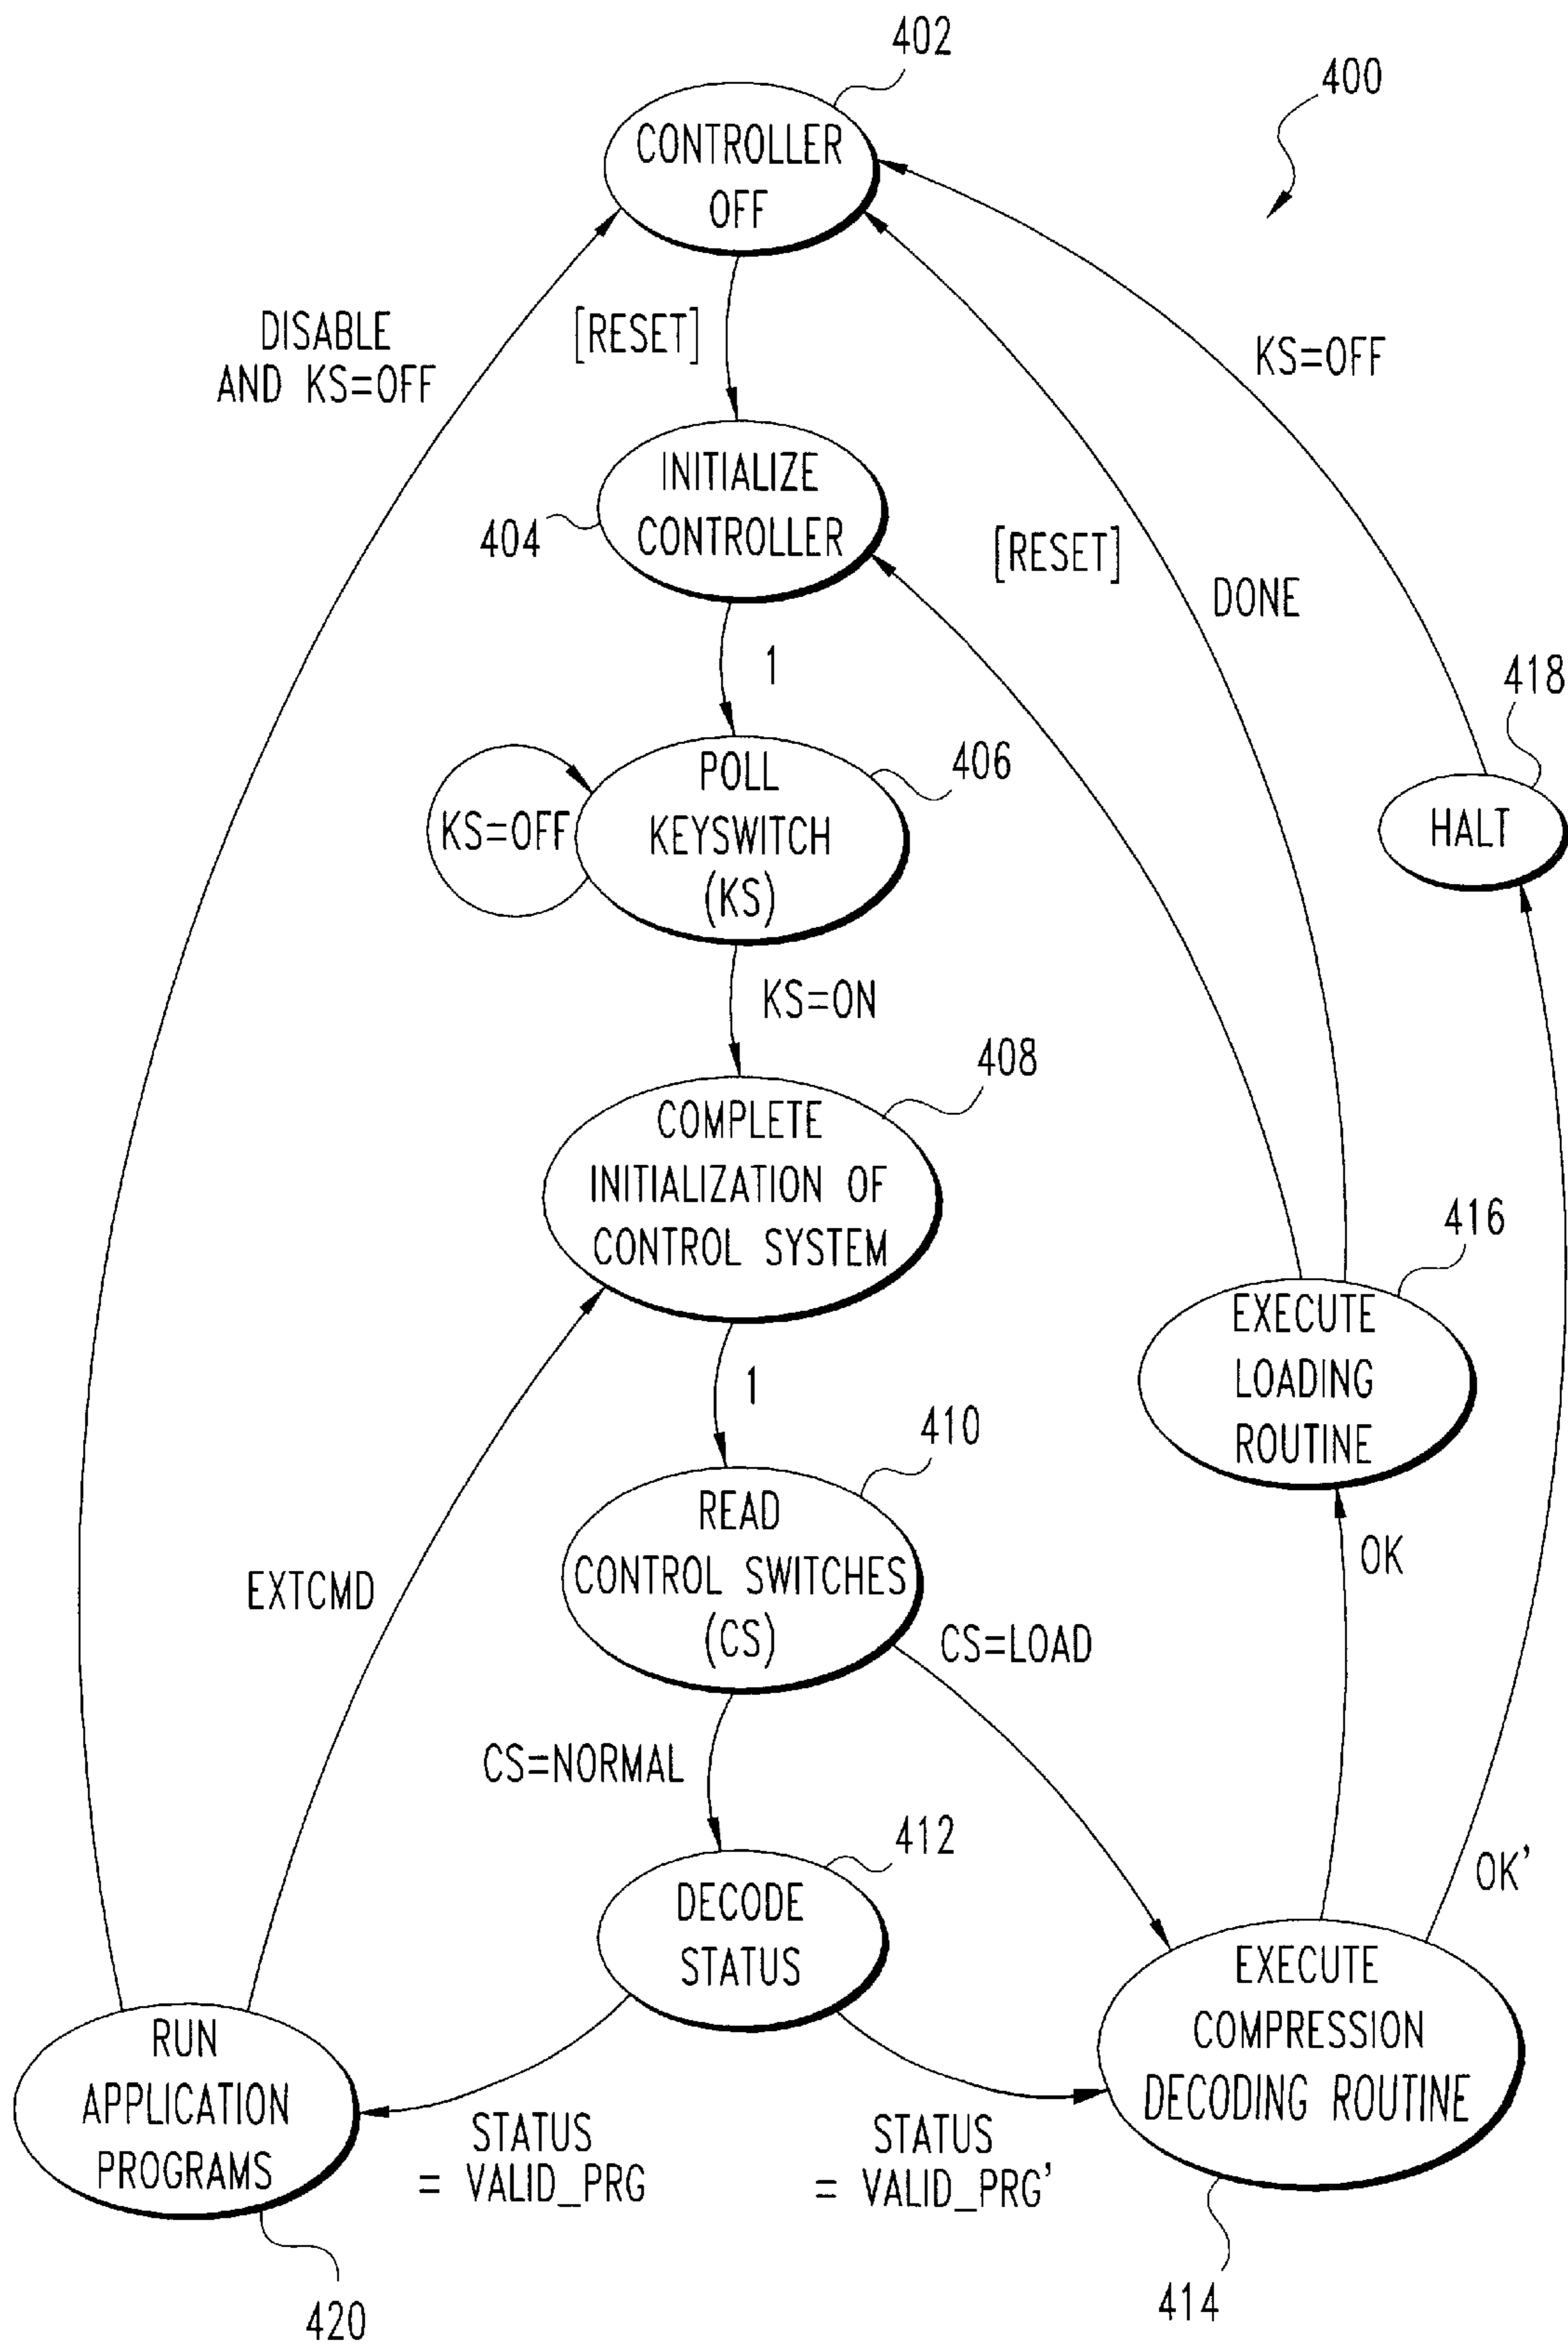 402
400
CONTROLLER
OFF
DISABLE
AND KS=OFF
[RESET]
KS=OFF
INITIALIZE
CONTROLLER
404
[RESET]
DONE
1
418
POLL
KEYSWITCH
(KS)
406
KS=OFF
HALT
KS=ON
408
COMPLETE
INITIALIZATION OF
CONTROL SYSTEM
416
EXECUTE
LOADING
ROUTINE
1
410
READ
CONTROL SWITCHES
(CS)
OK
EXTCMD
CS=LOAD
CS=NORMAL
412
OK'
DECODE
STATUS
EXECUTE
COMPRESSION
DECODING ROUTINE
RUN
APPLICATION
PROGRAMS
STATUS
= VALID_PRG
STATUS
= VALID_PRG'
414
420